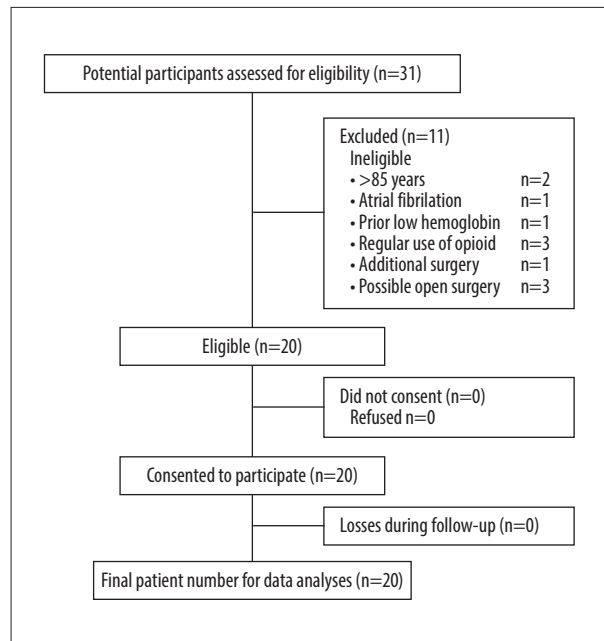 Potential participants assessed for eligibility (n=31)
Excluded (n=11)
Ineligible
• >85 years n=2
• Atrial fibrilation n=1
• Prior low hemoglobin n=1
• Regular use of opioid n=3
• Additional surgery n=1
• Possible open surgery n=3
Eligible (n=20)
Did not consent (n=0)
Refused n=0
Consented to participate (n=20)
Losses during follow-up (n=0)
Final patient number for data analyses (n=20)